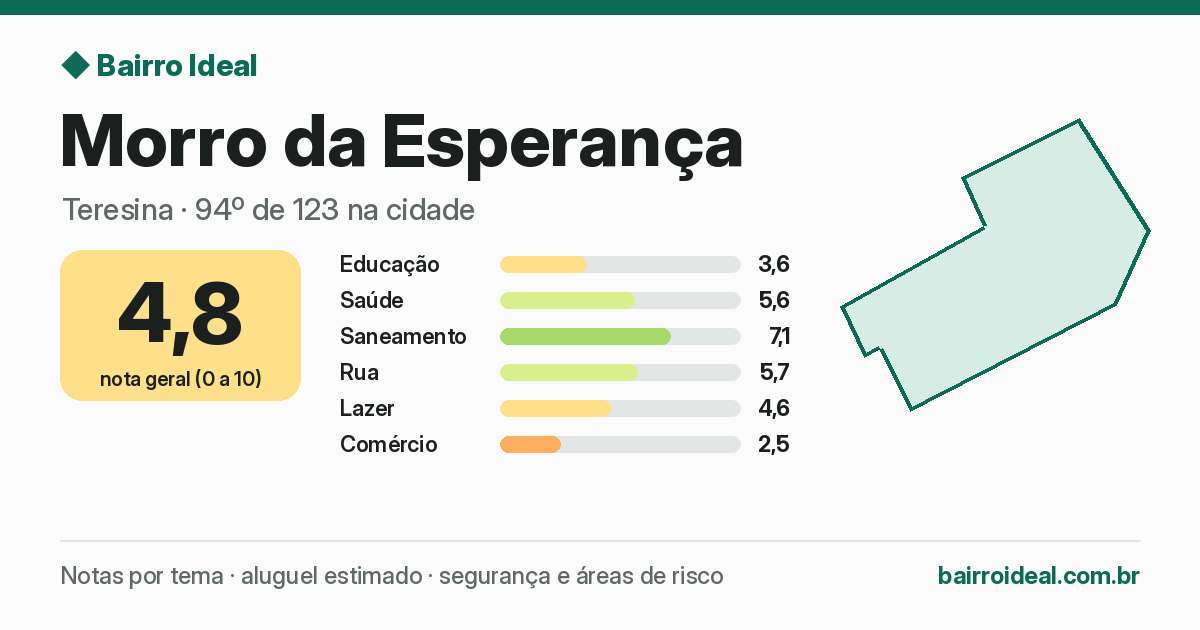 Bairro Ideal
Morro da Esperança
Teresina · 94º de 123 na cidade
4,8
nota geral (0 a 10)
Educação 3,6
Saúde 5,6
Saneamento 7,1
Rua 5,7
Lazer 4,6
Comércio 2,5
Notas por tema · aluguel estimado · segurança e áreas de risco
bairroideal.com.br